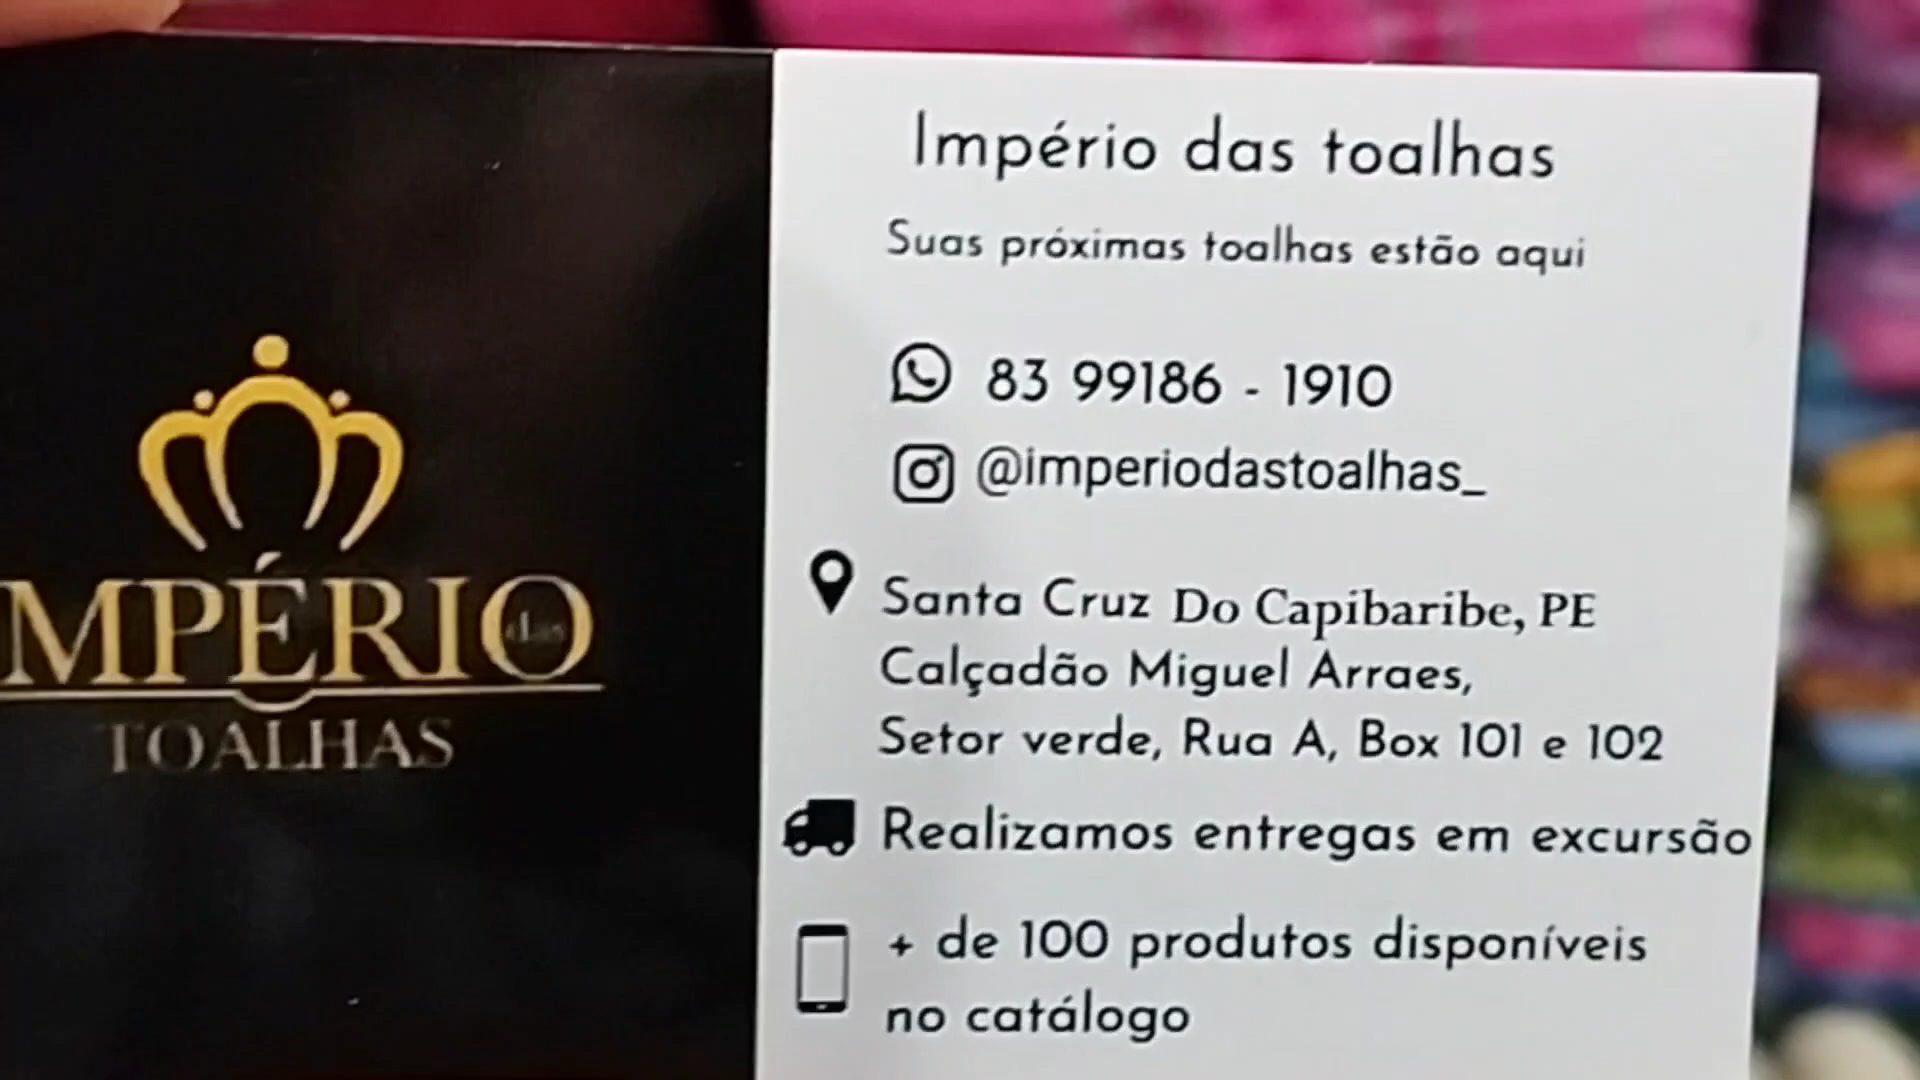 MPÉRIO
das
TOALHAS
Império das toalhas
Suas próximas toalhas estão aqui
83 99186 - 1910
@imperiodastoalhas_
Santa Cruz Do Capibaribe, PE
Calçadão Miguel Arraes,
Setor verde, Rua A, Box 101 e 102
Realizamos entregas em excursão
+ de 100 produtos disponíveis
no catálogo